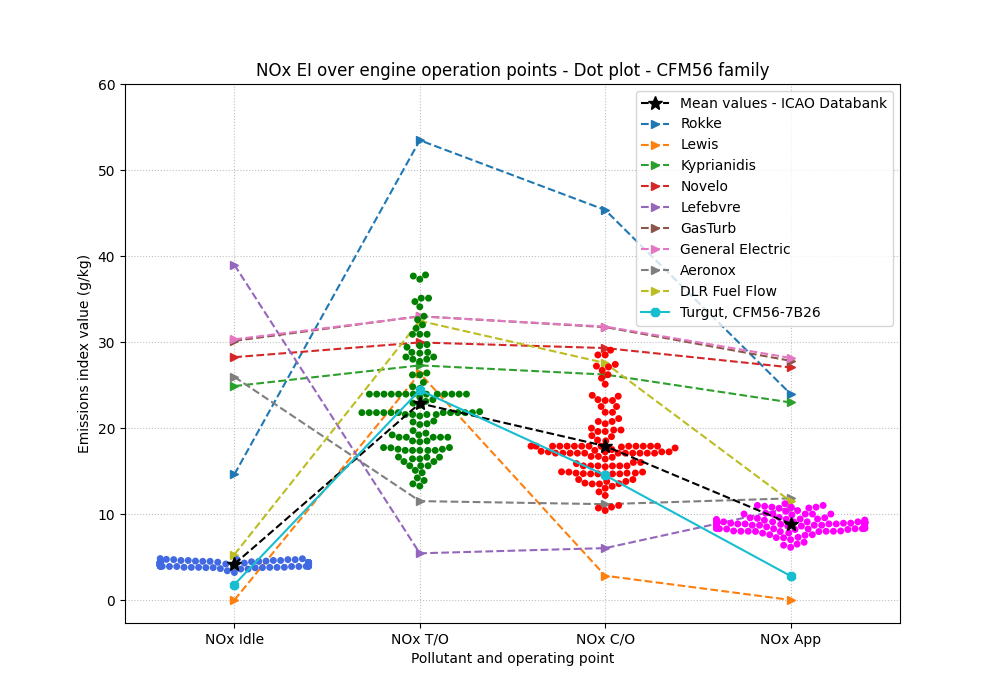 NOx EI over engine operation points - Dot plot - CFM56 family
Emissions index value (g/kg)
60
50
40
30
20
10
0
Mean values - ICAO Databank
Rokke
Lewis
Kyprianidis
Novelo
Lefebvre
GasTurb
General Electric
Aeronox
DLR Fuel Flow
Turgut, CFM56-7B26
NOx Idle
NOx T/O
NOx C/O
NOx App
Pollutant and operating point